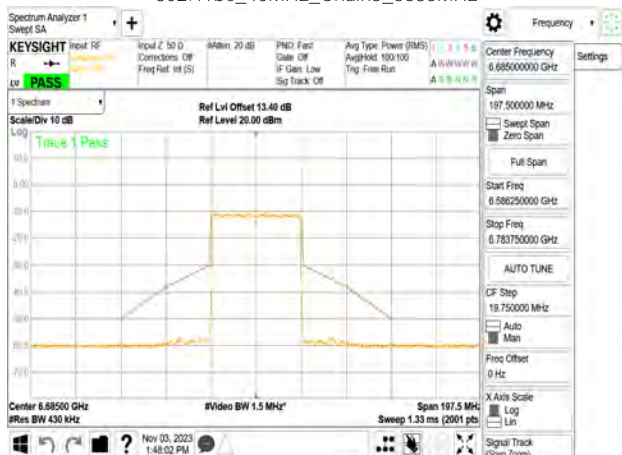 Spectrum Analyzer 1
Swept SA
KEYSIGHT
Input: RF
R
LW
PASS
Input Z: 50 Ω
Corrections: Off
Freq Ref: Int (S)
#Atten: 20 dB
PNO: Fast
Gate: Off
IF Gain: Low
Sig Track: Off
Avg Type: Power (RMS)
Avg|Hold: 100/100
Trig: Free Run
1 Spectrum
Scale/Div 10 dB
Ref Lvl Offset 13.40 dB
Ref Level 20.00 dBm
Log
Trace 1 Pass
Center 6.68500 GHz
#Res BW 430 kHz
#Video BW 1.5 MHz*
Span 197.5 MHz
Sweep 1.33 ms (2001 pts
Nov 03, 2023
1:48:02 PM
Frequency
Settings
Center Frequency
6.685000000 GHz
Span
197.500000 MHz
Swept Span
Zero Span
Full Span
Start Freq
6.586250000 GHz
Stop Freq
6.783750000 GHz
AUTO TUNE
CF Step
19.750000 MHz
Auto
Man
Freq Offset
0 Hz
X Axis Scale
Log
Lin
Signal Track
(Span Zoom)